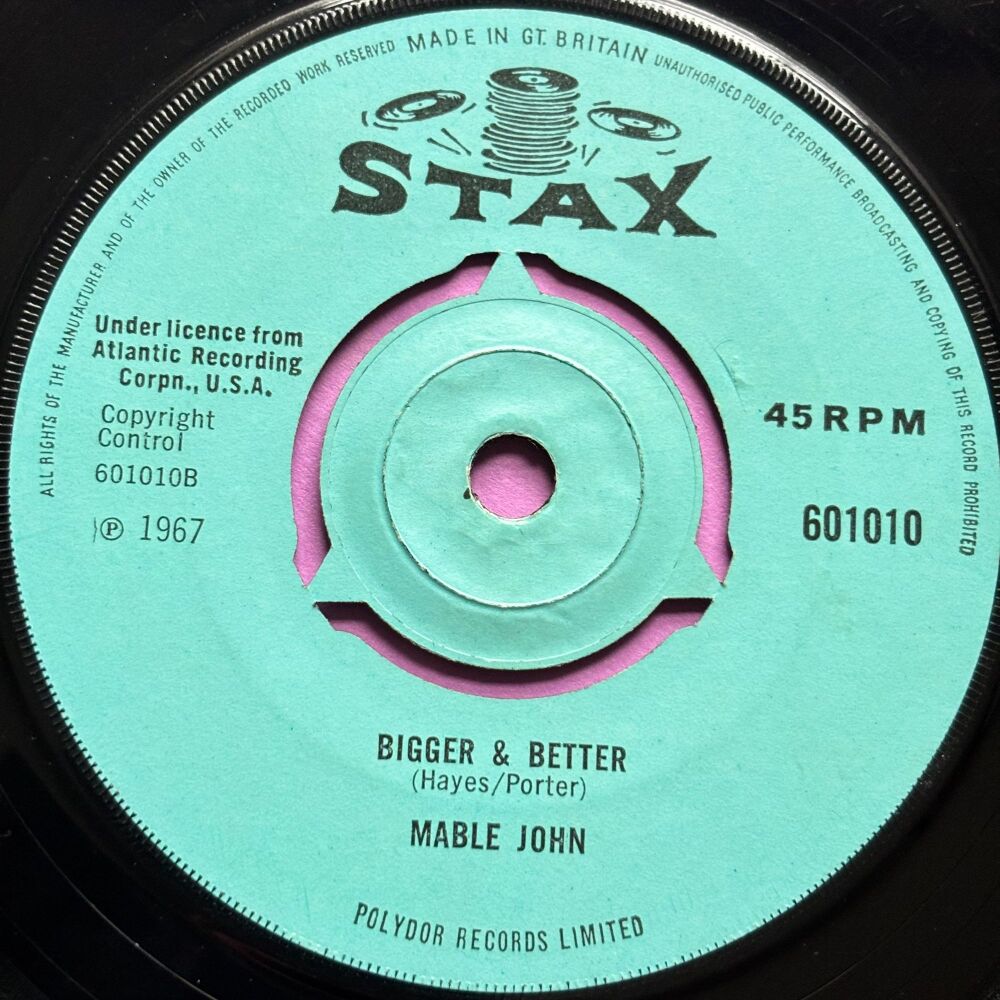 ALL RIGHTS OF THE MANUFACTURER AND OF THE OWNER OF THE RECORDED WORK RESERVED MADE IN GT. BRITAIN UNAUTHORISED PUBLIC PERFORMANCE BROADCASTING AND COPYING OF THIS RECORD PROHIBITED
STAX
Under licence from
Atlantic Recording
Corpn., U.S.A.
Copyright
Control
601010B
℗ 1967
45 RPM
601010
BIGGER & BETTER
(Hayes/Porter)
MABLE JOHN
POLYDOR RECORDS LIMITED